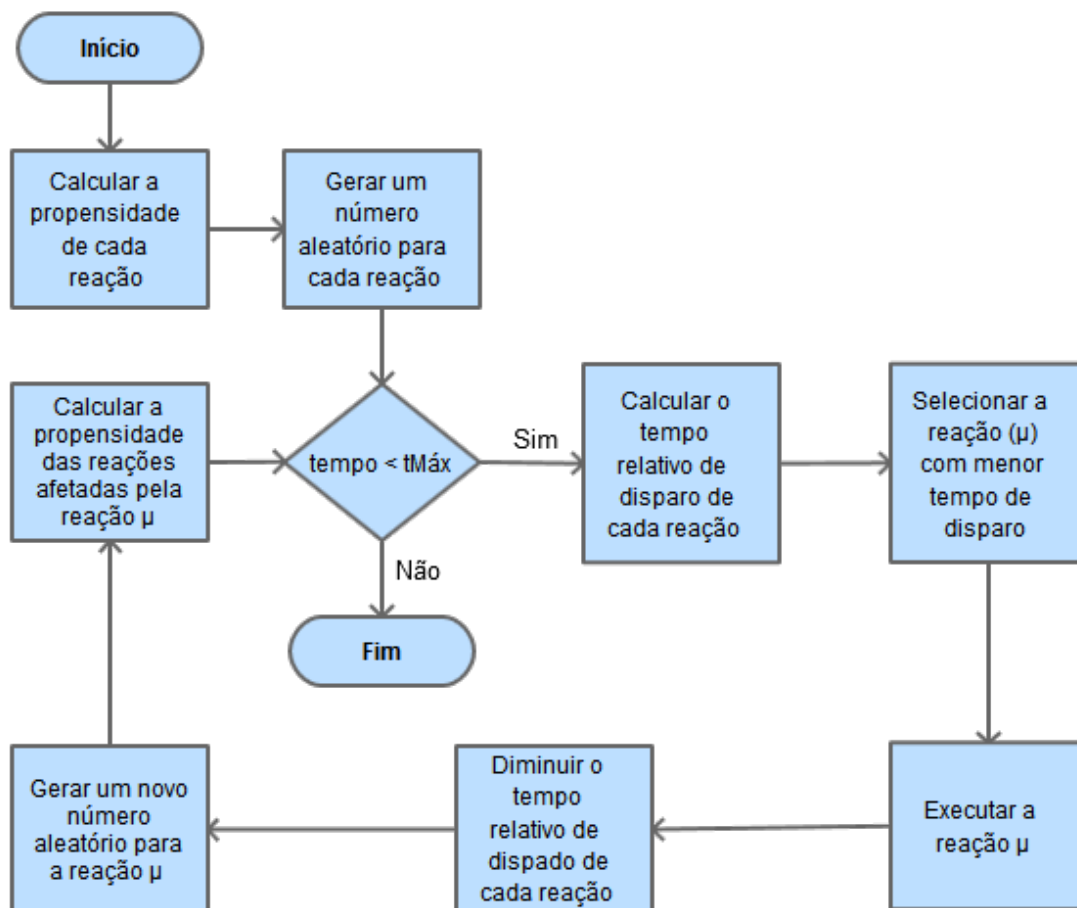 Início
Calcular a
propensidade
de cada
reação
Gerar um
número
aleatório para
cada reação
Calcular a
propensidade
das reações
afetadas pela
reação µ
tempo < tMáx
Sim
Calcular o
tempo
relativo de
disparo de
cada reação
Selecionar a
reação (µ)
com menor
tempo de
disparo
Não
Fim
Gerar um novo
número
aleatório para
a reação µ
Diminuir o
tempo
relativo de
dispado de
cada reação
Executar a
reação µ